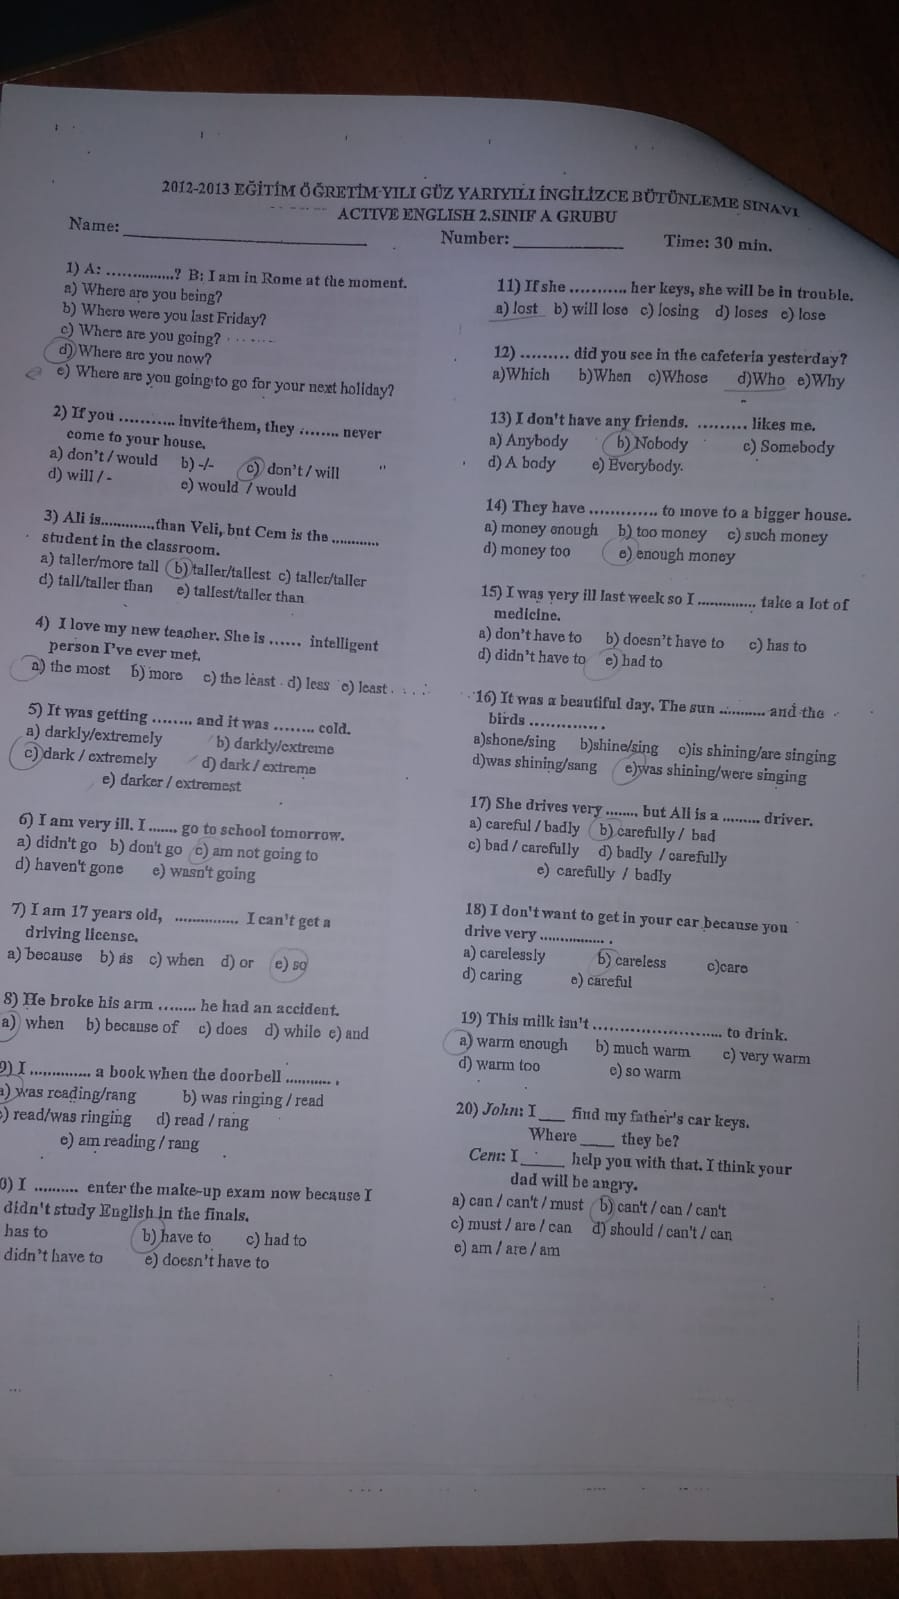 2012-2013 EĞİTİM ÖĞRETİM YILI GÜZ YARIYILI İNGİLİZCE BÜTÜNLEME SINAVI
ACTIVE ENGLISH 2.SINIF A GRUBU
Name: Number: Time: 30 min.
1) A: ...............? B: I am in Rome at the moment.
a) Where are you being?
b) Where were you last Friday?
c) Where are you going?
d) Where are you now?
e) Where are you going to go for your next holiday?
2) If you ........... invite them, they ........ never
come to your house.
a) don't / would b) -/- c) don't / will
d) will / - e) would / would
3) Ali is.............than Veli, but Cem is the ............
student in the classroom.
a) taller/more tall b) taller/tallest c) taller/taller
d) tall/taller than e) tallest/taller than
4) I love my new teacher. She is ...... intelligent
person I've ever met.
a) the most b) more c) the least d) less e) least
5) It was getting ........ and it was ........ cold.
a) darkly/extremely b) darkly/extreme
c) dark / extremely d) dark / extreme
e) darker / extremest
6) I am very ill. I ....... go to school tomorrow.
a) didn't go b) don't go c) am not going to
d) haven't gone e) wasn't going
7) I am 17 years old, ............... I can't get a
driving license.
a) because b) as c) when d) or e) so
8) He broke his arm ........ he had an accident.
a) when b) because of c) does d) while e) and
9) I .............. a book when the doorbell ........... .
a) was reading/rang b) was ringing / read
c) read/was ringing d) read / rang
e) am reading / rang
0) I .......... enter the make-up exam now because I
didn't study English in the finals.
has to b) have to c) had to
didn't have to e) doesn't have to
11) If she ........... her keys, she will be in trouble.
a) lost b) will lose c) losing d) loses e) lose
12) ......... did you see in the cafeteria yesterday?
a)Which b)When c)Whose d)Who e)Why
13) I don't have any friends. ......... likes me.
a) Anybody b) Nobody c) Somebody
d) A body e) Everybody.
14) They have ............. to move to a bigger house.
a) money enough b) too money c) such money
d) money too e) enough money
15) I was very ill last week so I .............. take a lot of
medicine.
a) don't have to b) doesn't have to c) has to
d) didn't have to e) had to
16) It was a beautiful day. The sun ........... and the
birds ............. .
a)shone/sing b)shine/sing c)is shining/are singing
d)was shining/sang e)was shining/were singing
17) She drives very ........, but Ali is a ......... driver.
a) careful / badly b) carefully / bad
c) bad / carefully d) badly / carefully
e) carefully / badly
18) I don't want to get in your car because you
drive very ................ .
a) carelessly b) careless c)care
d) caring e) careful
19) This milk isn't ........................ to drink.
a) warm enough b) much warm c) very warm
d) warm too e) so warm
20) John: I___ find my father's car keys.
Where ____ they be?
Cem: I_____ help you with that. I think your
dad will be angry.
a) can / can't / must b) can't / can / can't
c) must / are / can d) should / can't / can
e) am / are / am